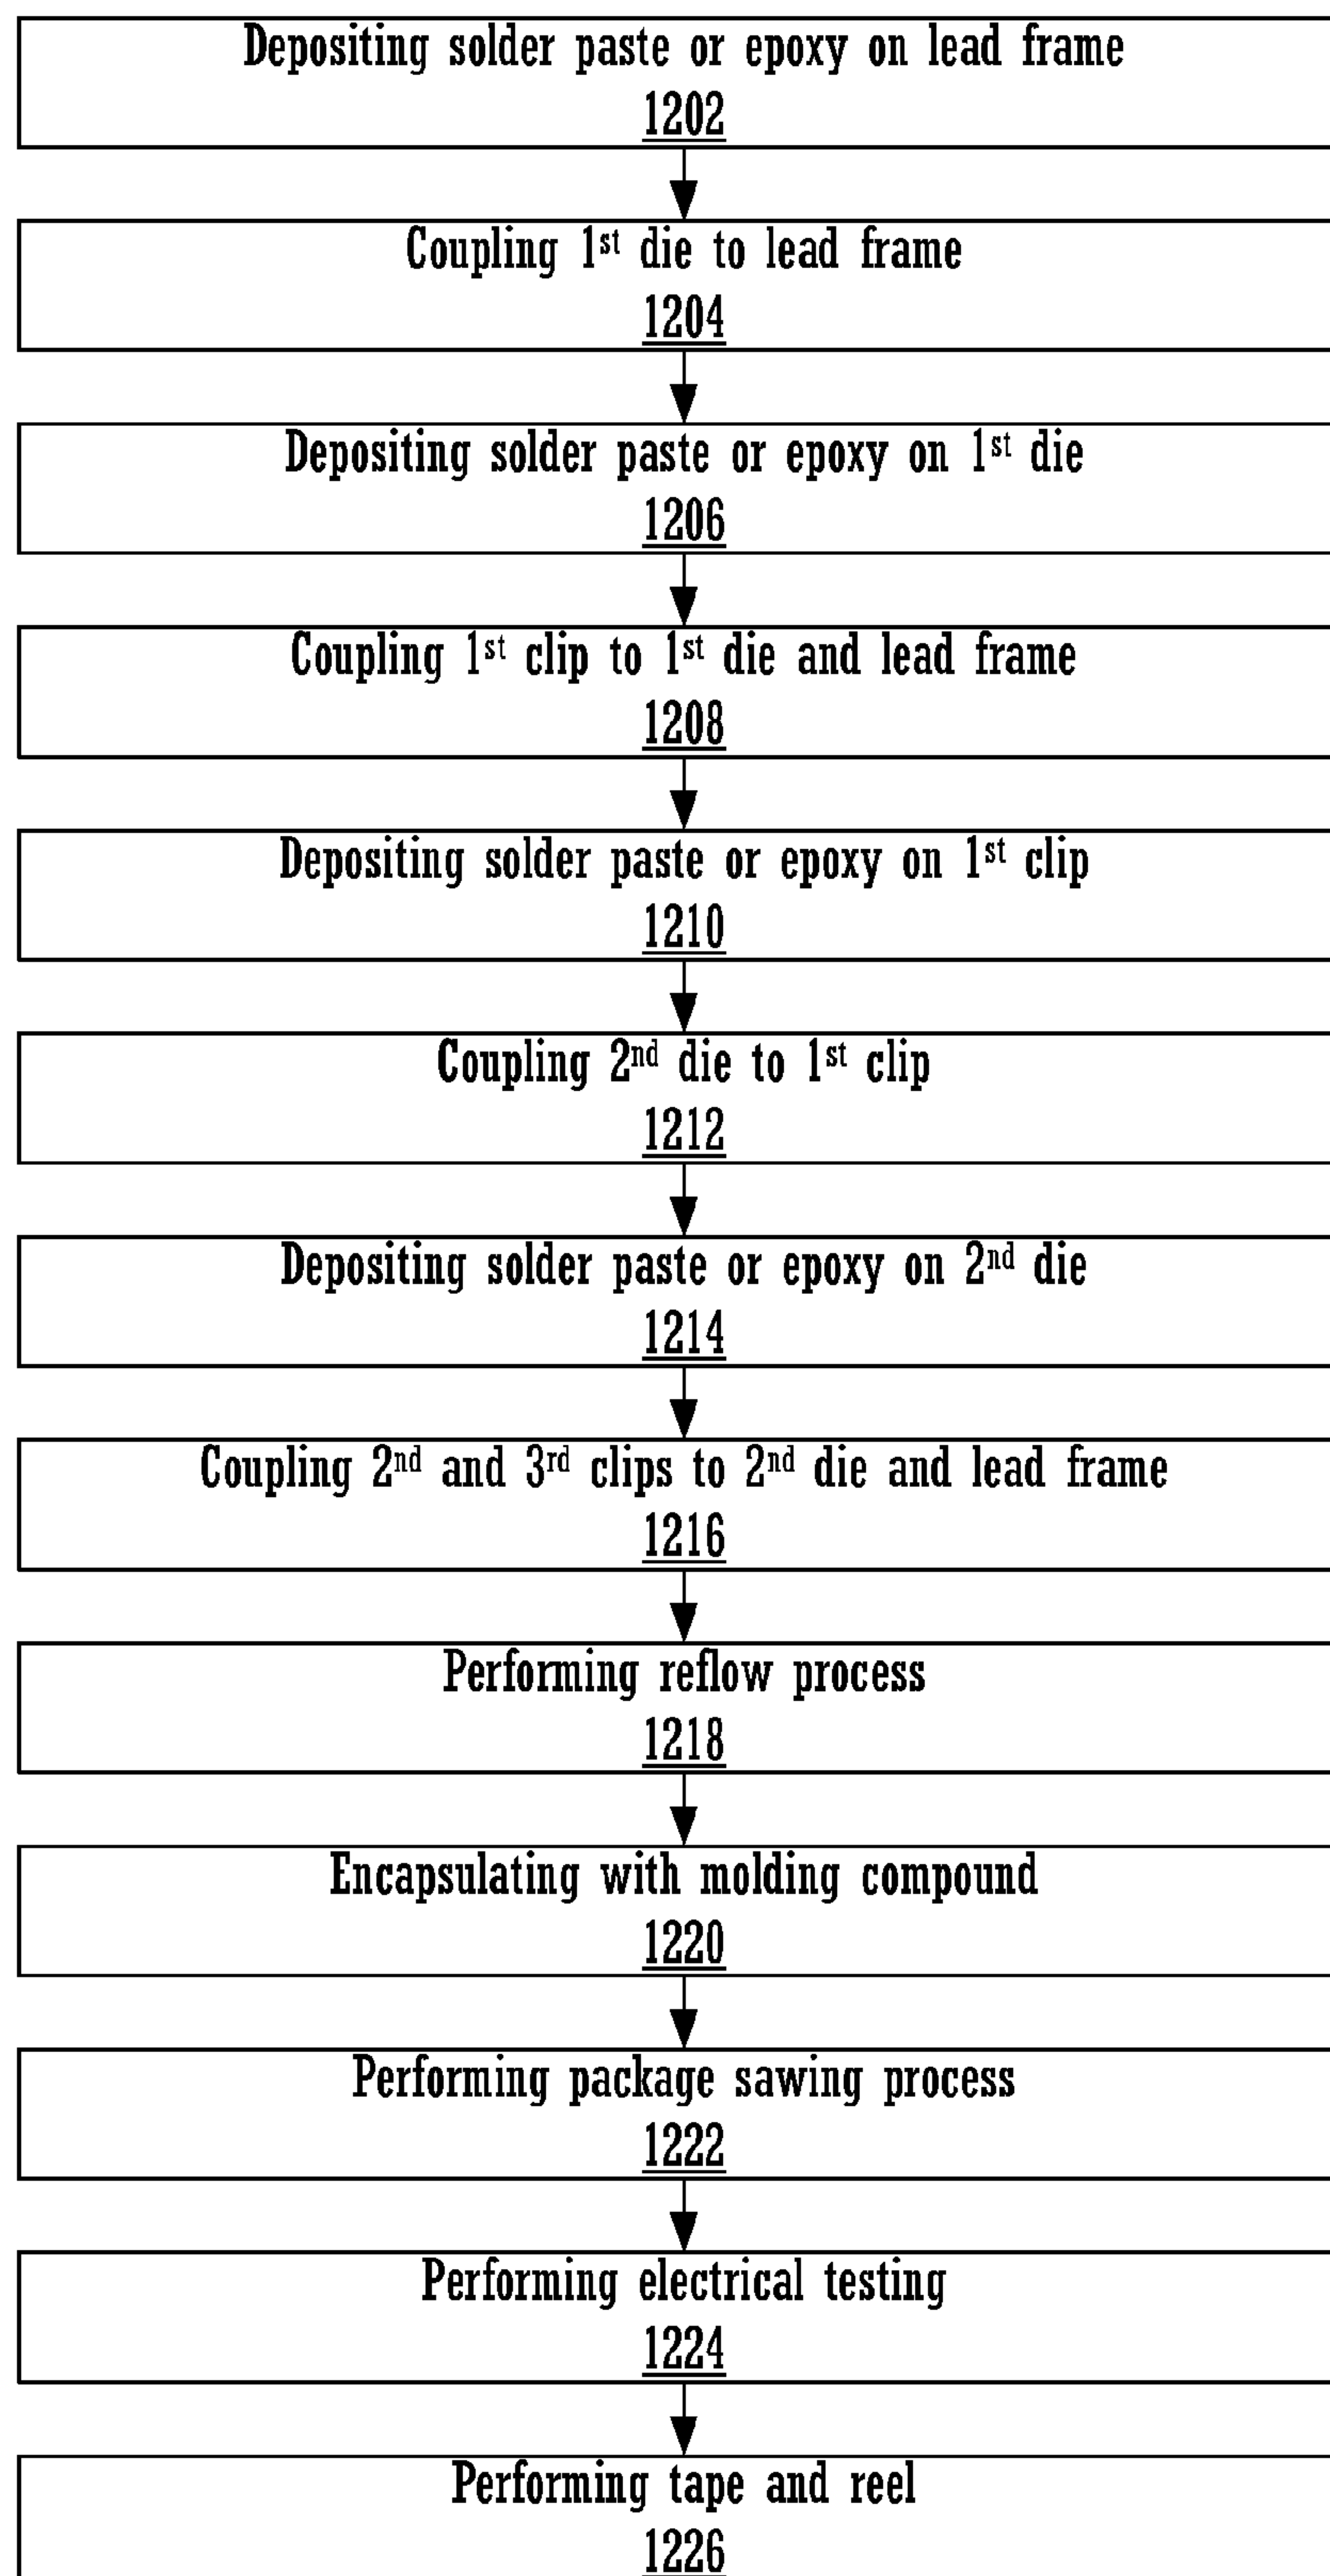 Depositing solder paste or epoxy on lead frame
1202
Coupling 1st die to lead frame
1204
Depositing solder paste or epoxy on 1st die
1206
Coupling 1st clip to 1st die and lead frame
1208
Depositing solder paste or epoxy on 1st clip
1210
Coupling 2nd die to 1st clip
1212
Depositing solder paste or epoxy on 2nd die
1214
Coupling 2nd and 3rd clips to 2nd die and lead frame
1216
Performing reflow process
1218
Encapsulating with molding compound
1220
Performing package sawing process
1222
Performing electrical testing
1224
Performing tape and reel
1226